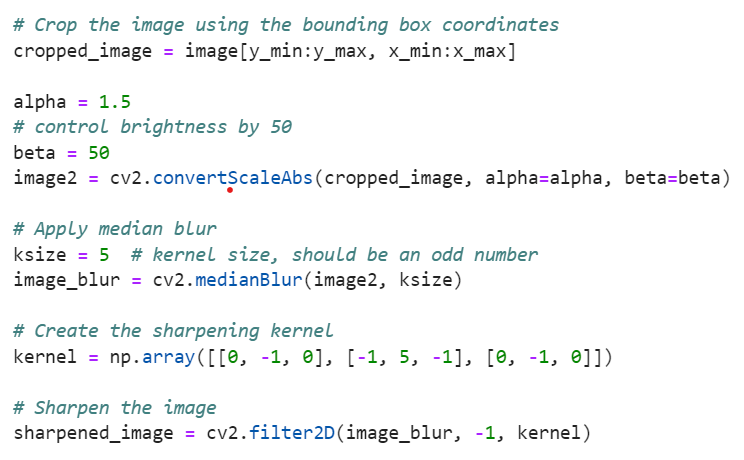 # Crop the image using the bounding box coordinates
cropped_image = image[y_min:y_max, x_min:x_max]
alpha = 1.5
# control brightness by 50
beta = 50
image2 = cv2.convertScaleAbs(cropped_image, alpha=alpha, beta=beta)
# Apply median blur
ksize = 5  # kernel size, should be an odd number
image_blur = cv2.medianBlur(image2, ksize)
# Create the sharpening kernel
kernel = np.array([[0, -1, 0], [-1, 5, -1], [0, -1, 0]])
# Sharpen the image
sharpened_image = cv2.filter2D(image_blur, -1, kernel)